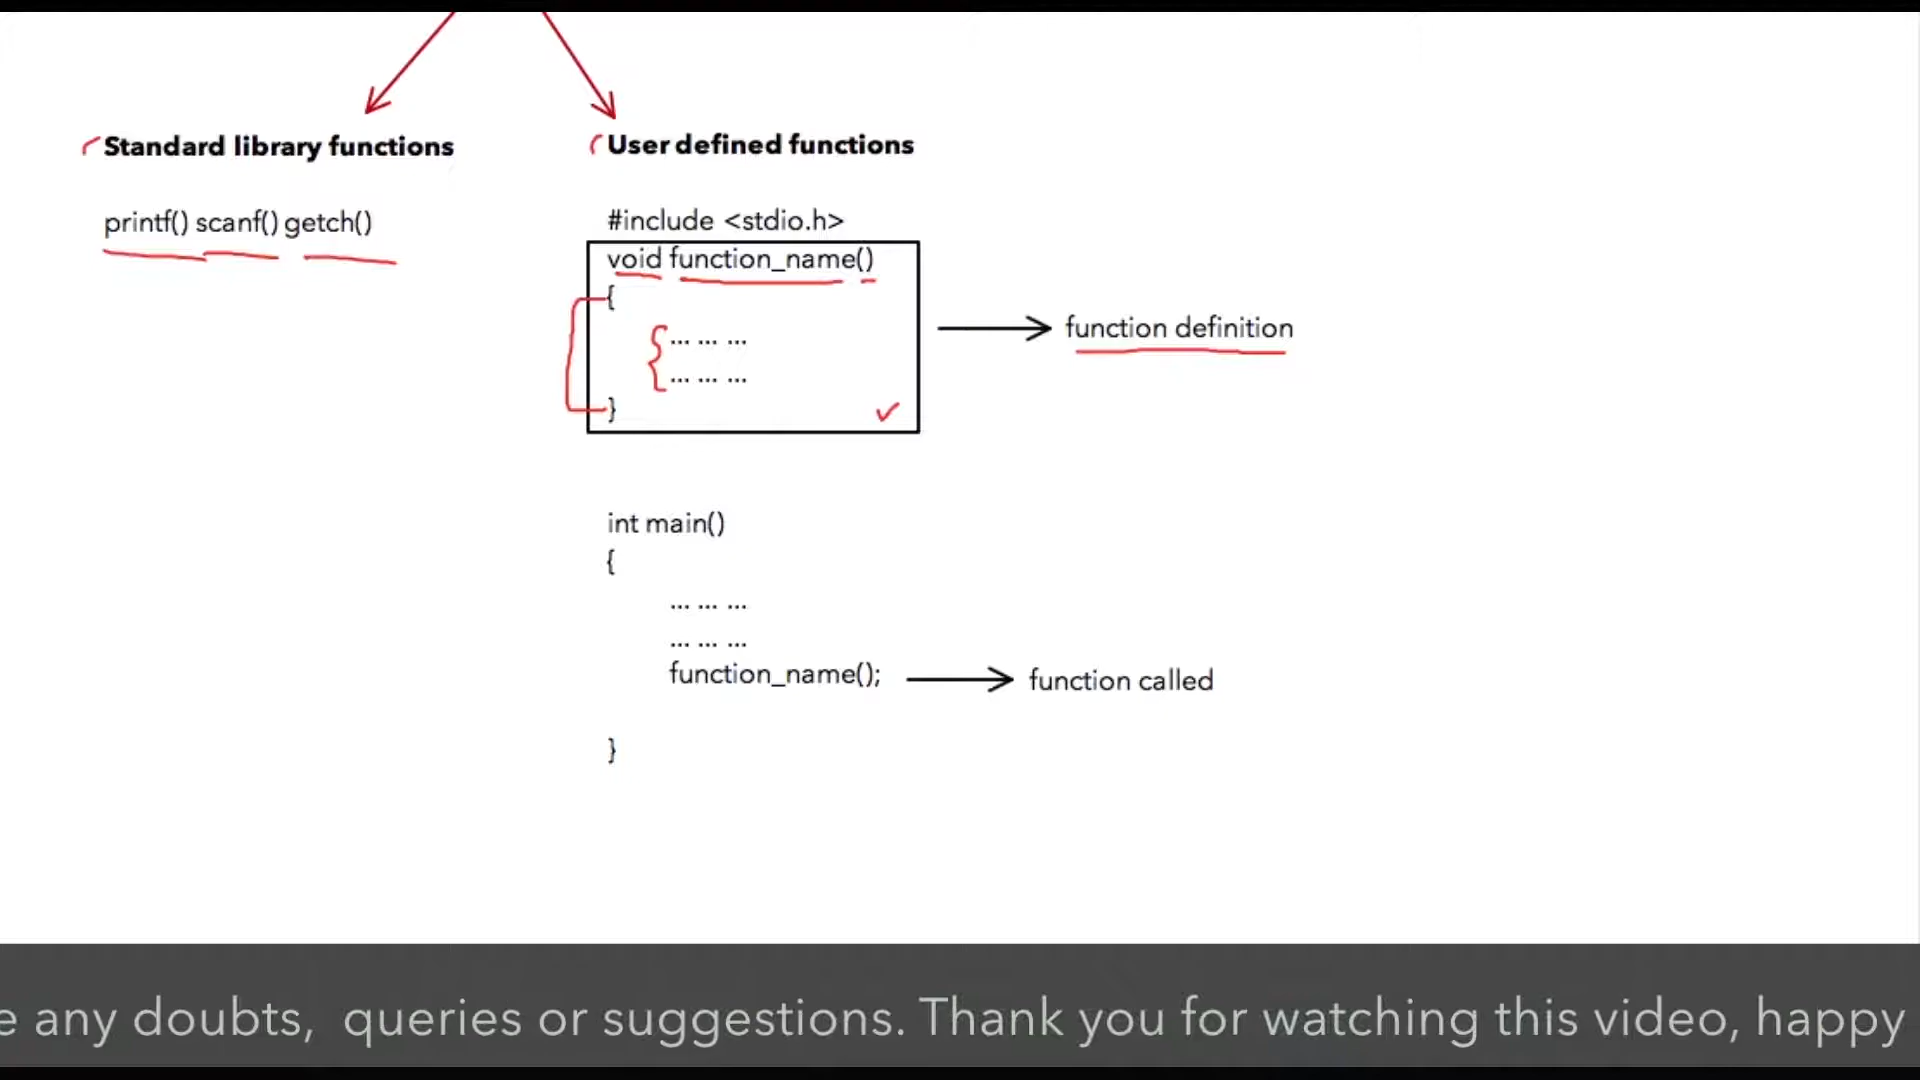 Standard library functions
printf() scanf() getch()
User defined functions
#include <stdio.h>
void function_name()
{
... ... ...
... ... ...
}
function definition
int main()
{
... ... ...
... ... ...
function_name();
function called
}
e any doubts, queries or suggestions. Thank you for watching this video, happy